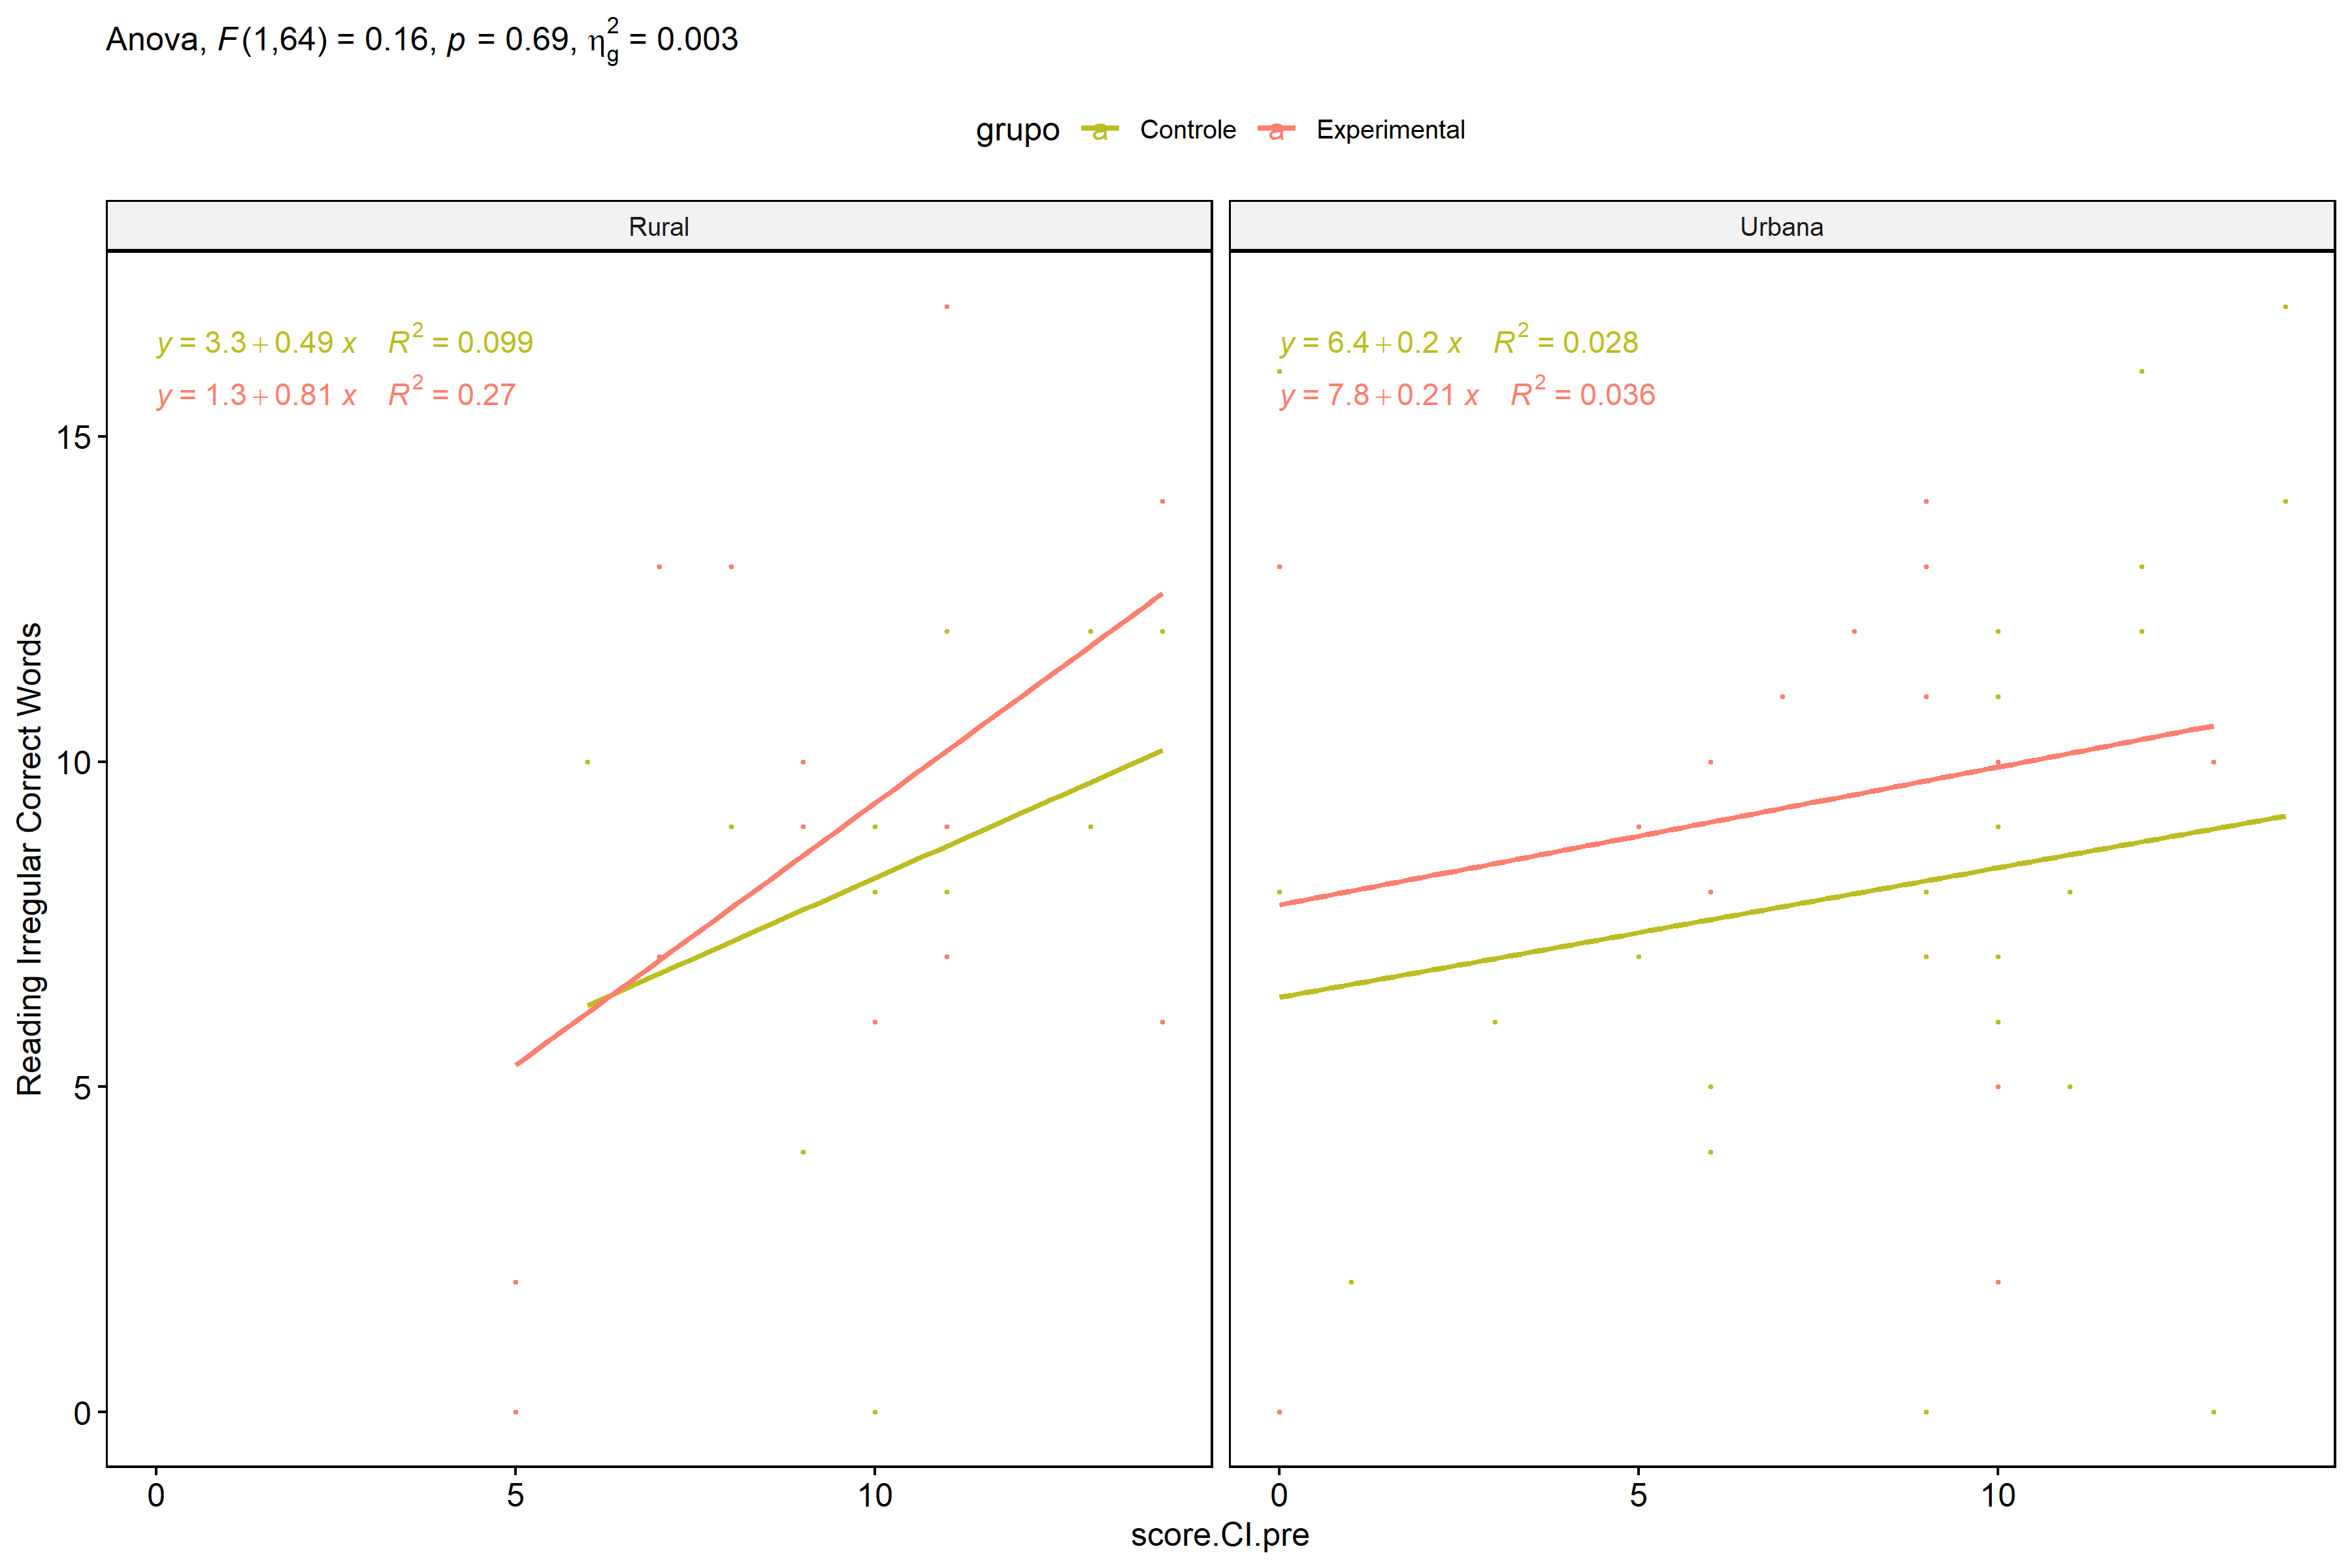 Anova, F(1,64) = 0.16, p = 0.69, η²g = 0.003
grupo a Controle a Experimental
Rural
Urbana
y = 3.3 + 0.49 x R² = 0.099
y = 1.3 + 0.81 x R² = 0.27
y = 6.4 + 0.2 x R² = 0.028
y = 7.8 + 0.21 x R² = 0.036
Reading Irregular Correct Words
15
10
5
0
0 5 10
0 5 10
score.CI.pre